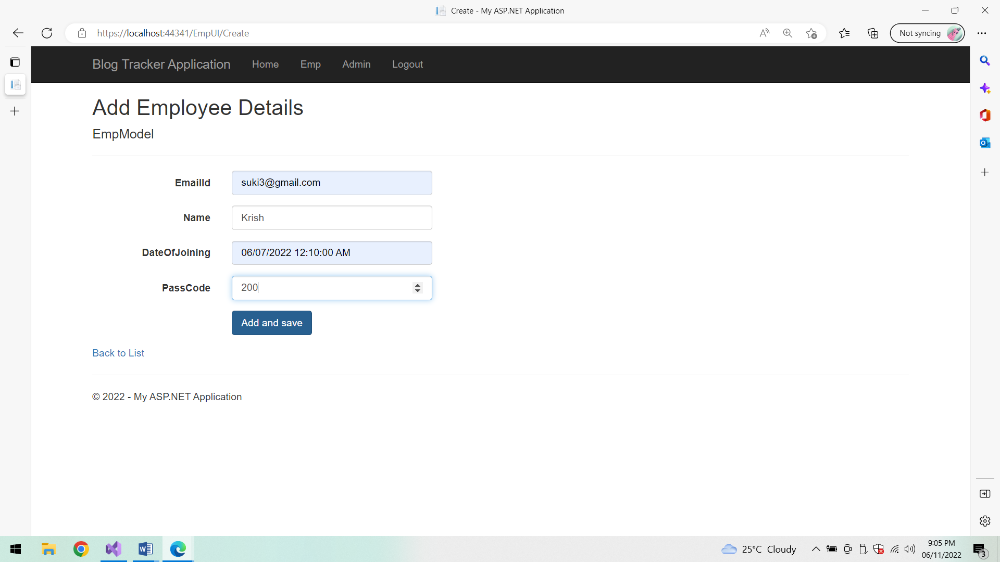 Create - My ASP.NET Application
https://localhost:44341/EmpUI/Create
Not syncing
Blog Tracker Application Home Emp Admin Logout
Add Employee Details
EmpModel
EmailId suki3@gmail.com
Name Krish
DateOfJoining 06/07/2022 12:10:00 AM
PassCode 200
Add and save
Back to List
© 2022 - My ASP.NET Application
25°C Cloudy
9:05 PM
06/11/2022
3